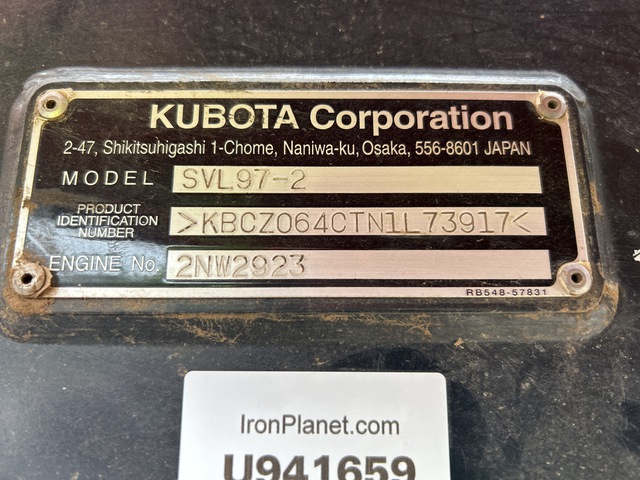 KUBOTA Corporation
2-47, Shikitsuhigashi 1-Chome, Naniwa-ku, Osaka, 556-8601 JAPAN
MODEL SVL97-2
PRODUCT IDENTIFICATION NUMBER >KBCZ064CTN1L73917<
ENGINE No. 2NW2923
RB548-57831
IronPlanet.com
U941659